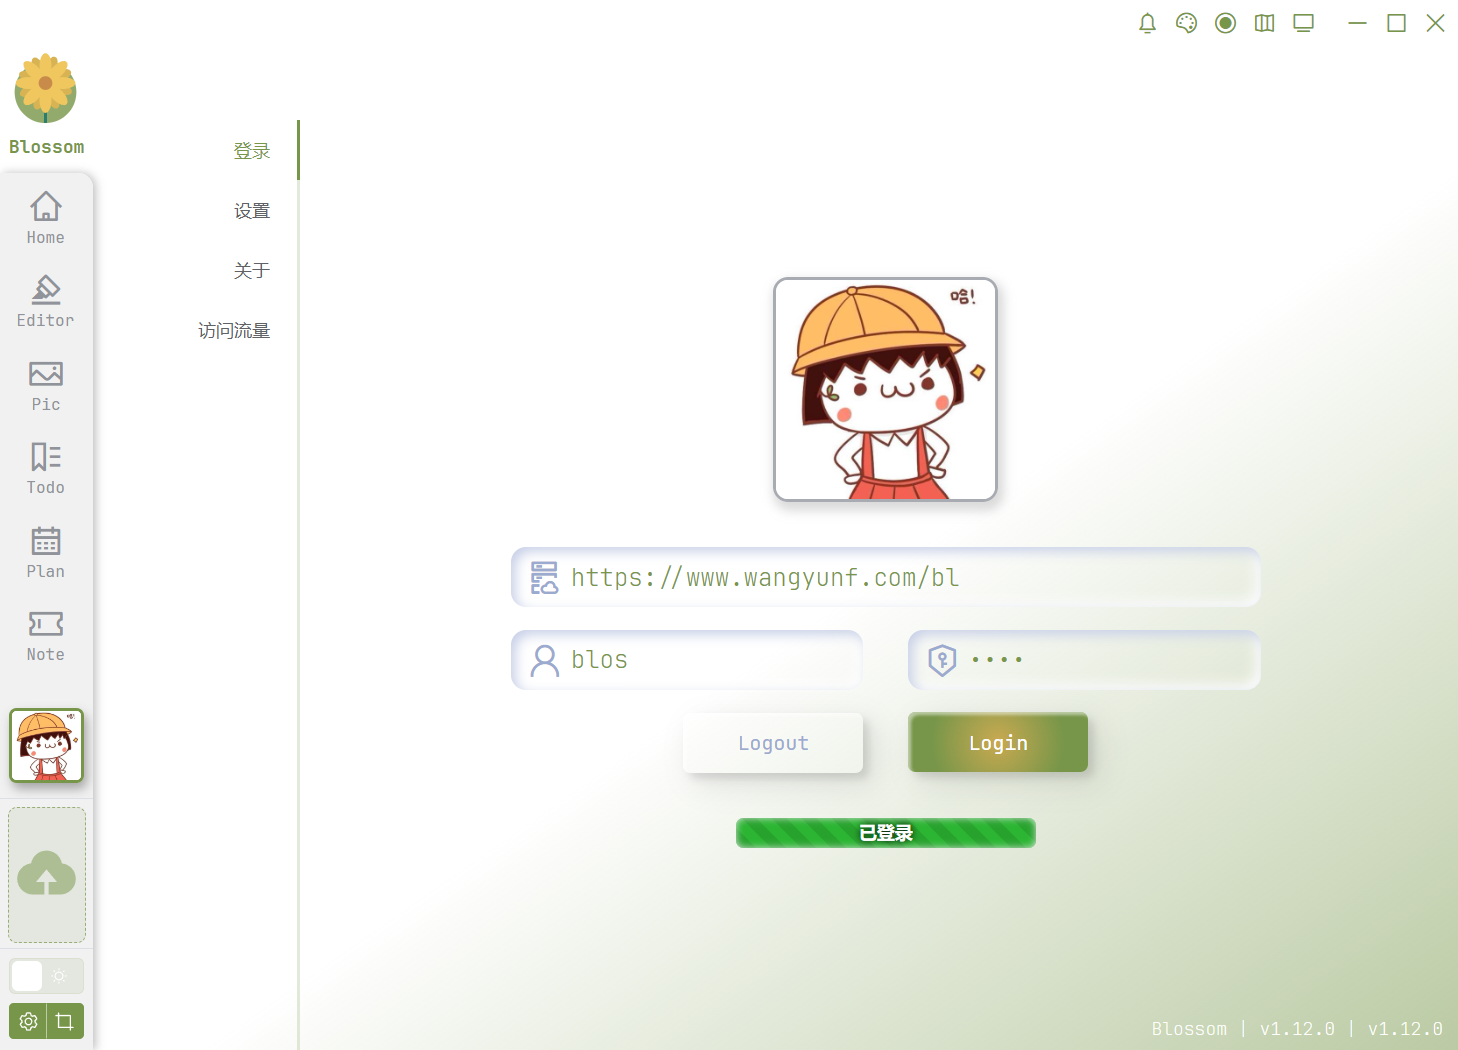 Blossom
Home
Editor
Pic
Todo
Plan
Note
登录
设置
关于
访问流量
哈!
https://www.wangyunf.com/bl
blos
••••
Logout
Login
已登录
Blossom | v1.12.0 | v1.12.0